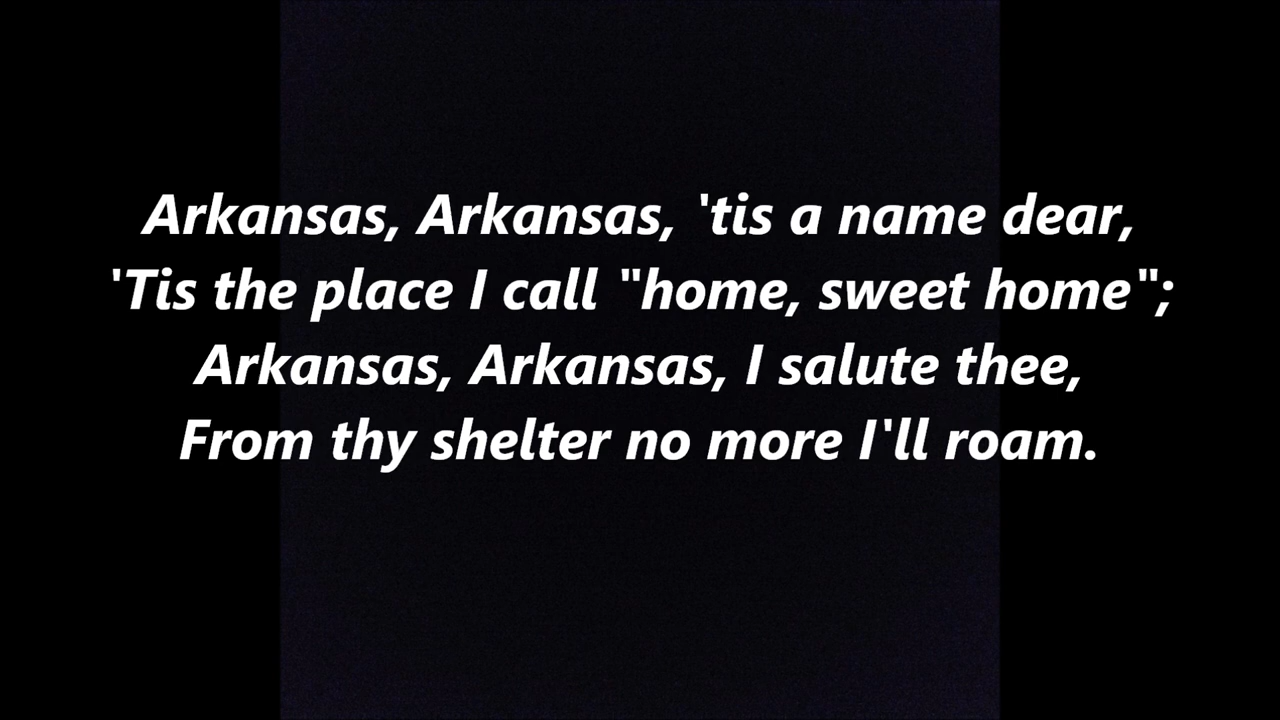 Arkansas, Arkansas, 'tis a name dear,
'Tis the place I call "home, sweet home";
Arkansas, Arkansas, I salute thee,
From thy shelter no more I'll roam.